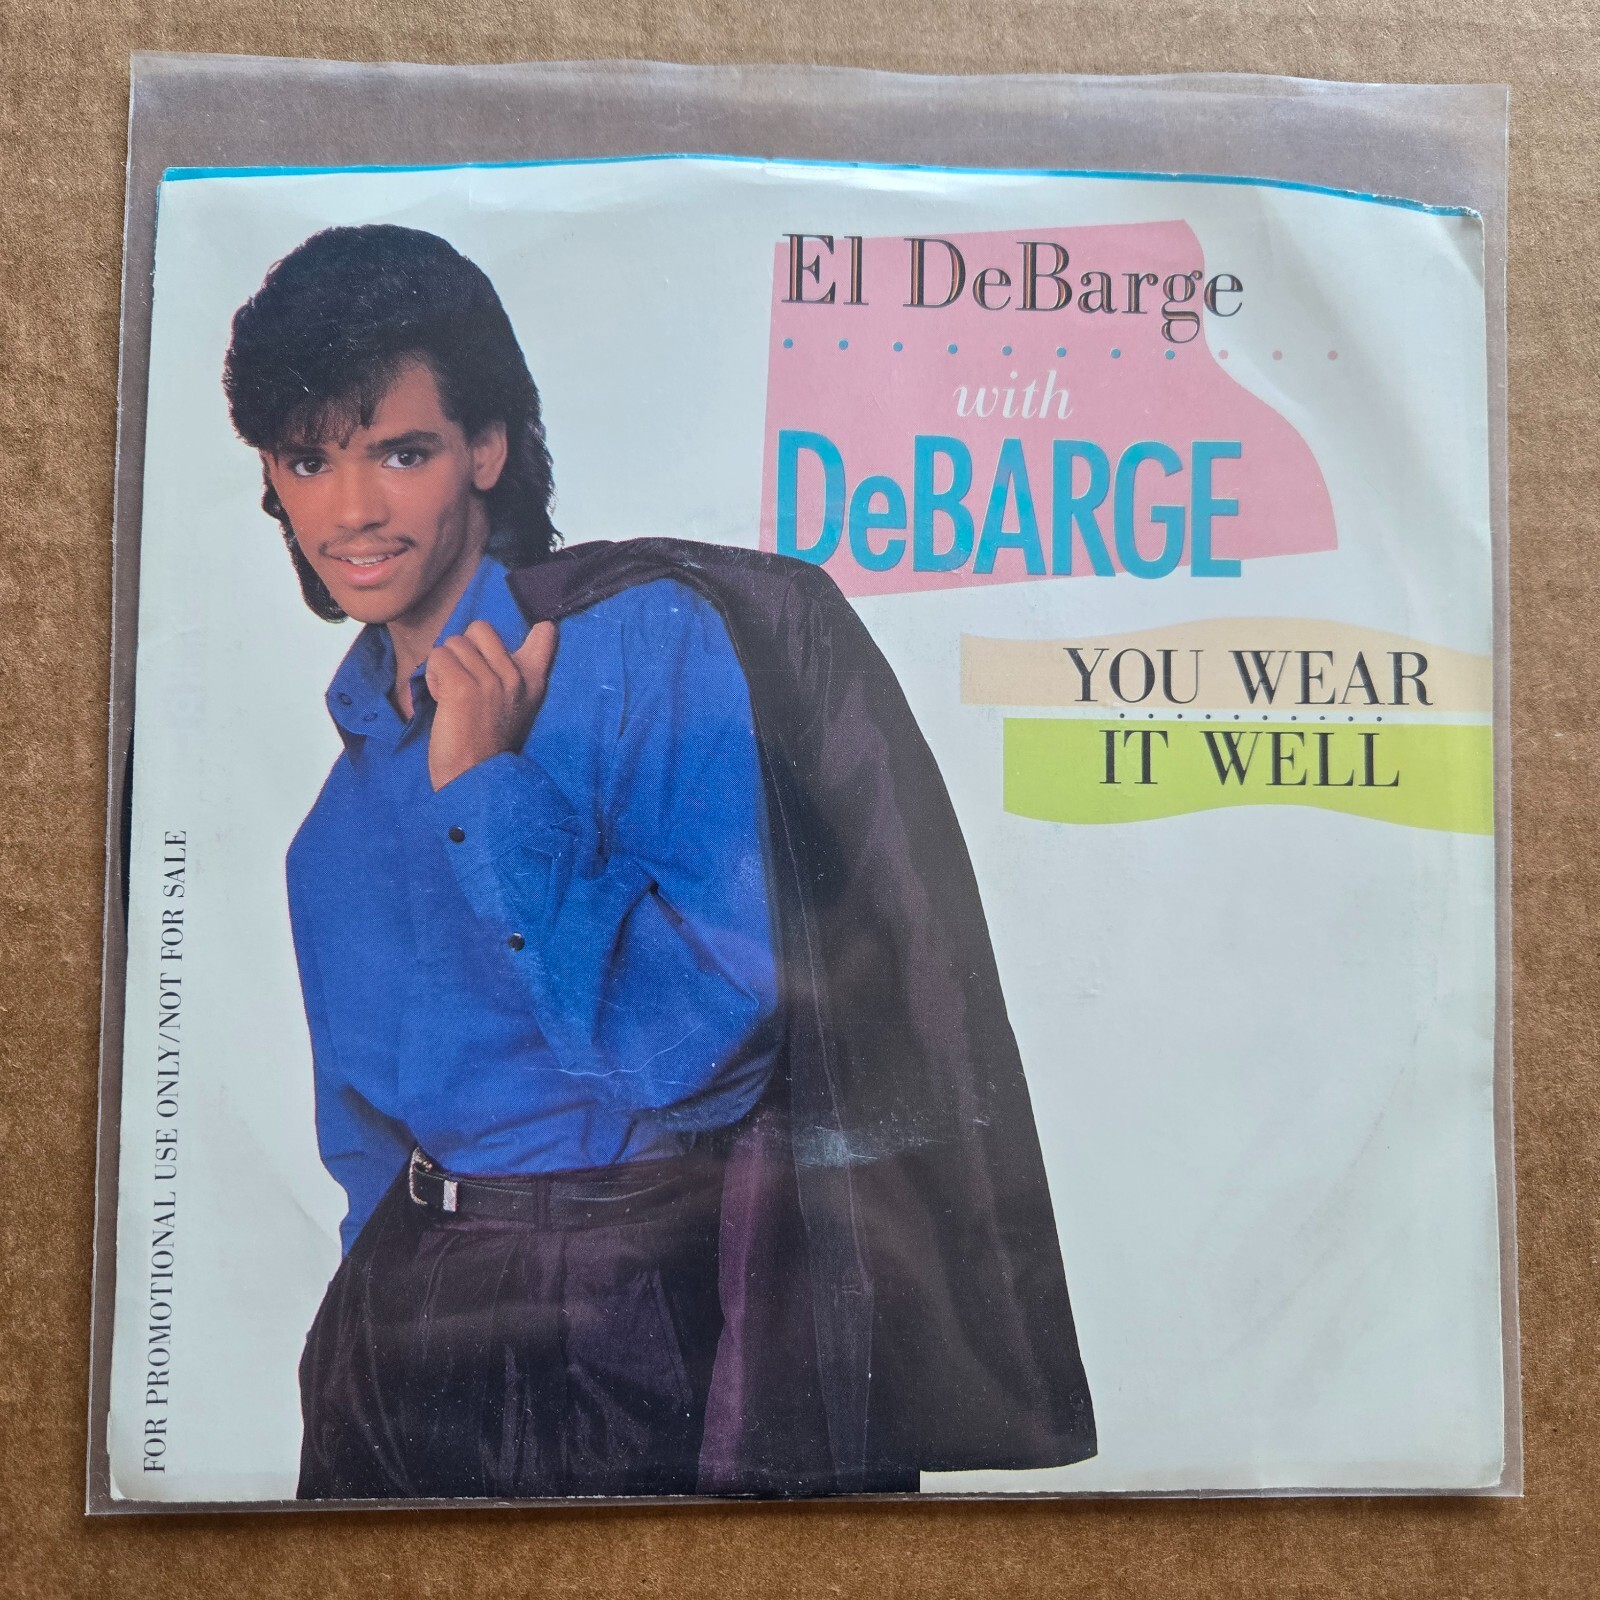 El DeBarge
with
DeBARGE
YOU WEAR
IT WELL
FOR PROMOTIONAL USE ONLY/NOT FOR SALE